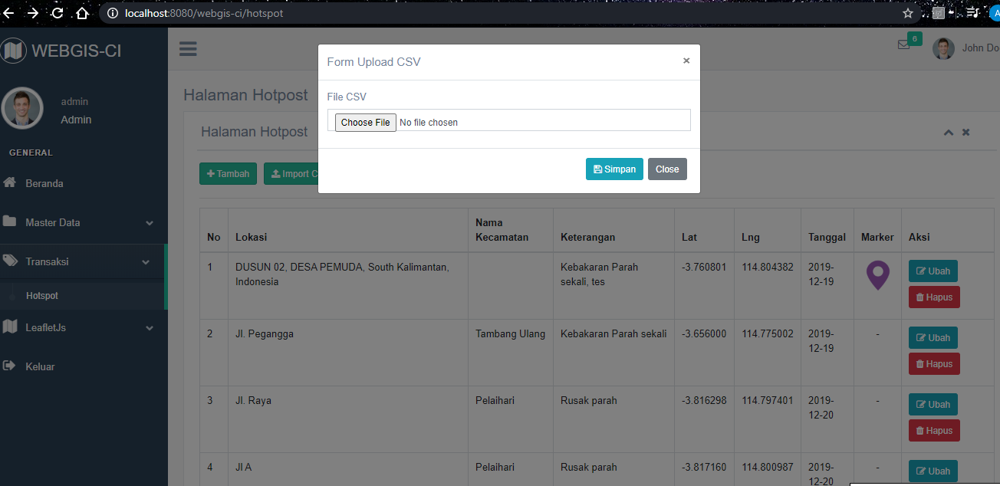 localhost:8080/webgis-ci/hotspot
A
WEBGIS-CI
6
John Do
admin
Admin
GENERAL
Beranda
Master Data
Transaksi
Hotspot
LeafletJs
Keluar
Form Upload CSV
×
File CSV
Choose File No file chosen
Simpan Close
Halaman Hotpost
Halaman Hotpost
Tambah Import C
No Lokasi Nama Kecamatan Keterangan Lat Lng Tanggal Marker Aksi
1 DUSUN 02, DESA PEMUDA, South Kalimantan, Kebakaran Parah -3.760801 114.804382 2019- Ubah
Indonesia sekali, tes 12-19
Hapus
2 Jl. Pegangga Tambang Ulang Kebakaran Parah sekali -3.656000 114.775002 2019- - Ubah
12-19
Hapus
3 Jl. Raya Pelaihari Rusak parah -3.816298 114.797401 2019- - Ubah
12-20
Hapus
4 Jl A Pelaihari Rusak parah -3.817160 114.800987 2019- - Ubah
12-20